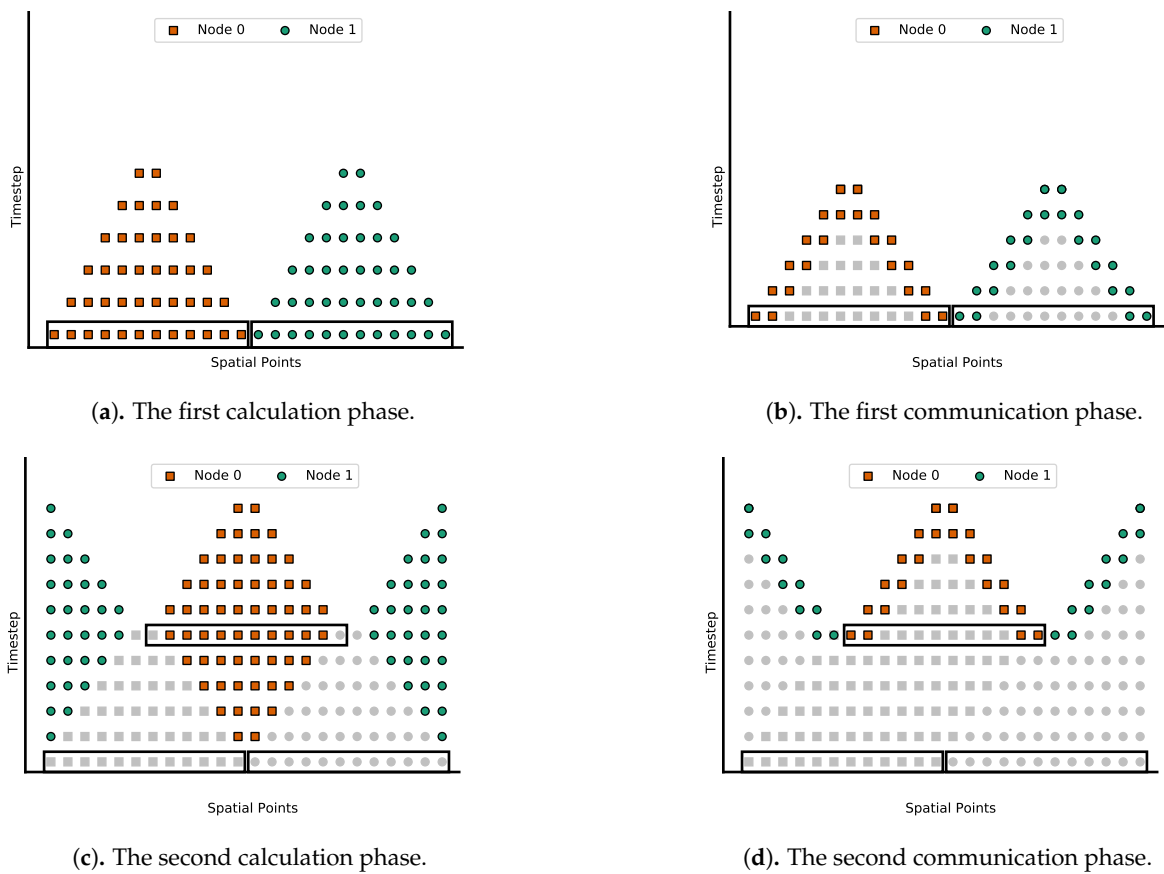 Node 0 Node 1
Timestep
Spatial Points
(a). The first calculation phase.
Node 0 Node 1
Timestep
Spatial Points
(b). The first communication phase.
Node 0 Node 1
Timestep
Spatial Points
(c). The second calculation phase.
Node 0 Node 1
Timestep
Spatial Points
(d). The second communication phase.